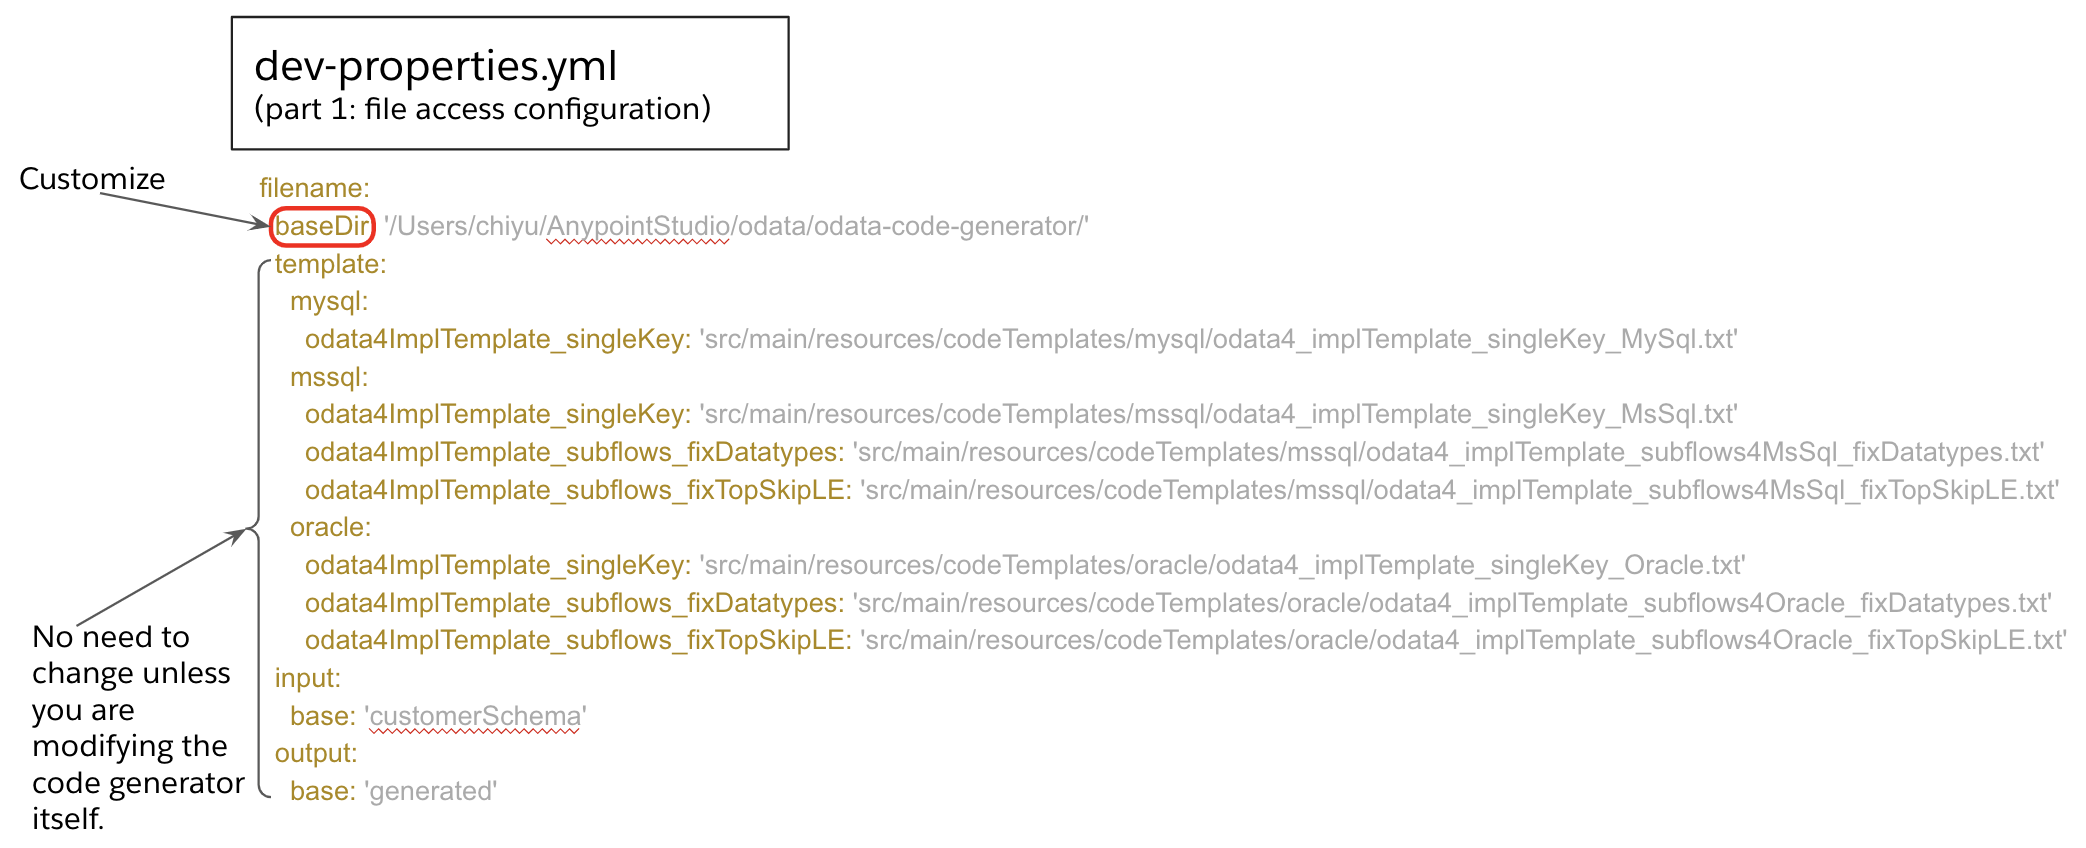 dev-properties.yml
(part 1: file access configuration)
Customize
filename:
baseDir: '/Users/chiyu/AnypointStudio/odata/odata-code-generator/'
template:
mysql:
odata4ImplTemplate_singleKey: 'src/main/resources/codeTemplates/mysql/odata4_implTemplate_singleKey_MySql.txt'
mssql:
odata4ImplTemplate_singleKey: 'src/main/resources/codeTemplates/mssql/odata4_implTemplate_singleKey_MsSql.txt'
odata4ImplTemplate_subflows_fixDatatypes: 'src/main/resources/codeTemplates/mssql/odata4_implTemplate_subflows4MsSql_fixDatatypes.txt'
odata4ImplTemplate_subflows_fixTopSkipLE: 'src/main/resources/codeTemplates/mssql/odata4_implTemplate_subflows4MsSql_fixTopSkipLE.txt'
oracle:
odata4ImplTemplate_singleKey: 'src/main/resources/codeTemplates/oracle/odata4_implTemplate_singleKey_Oracle.txt'
odata4ImplTemplate_subflows_fixDatatypes: 'src/main/resources/codeTemplates/oracle/odata4_implTemplate_subflows4Oracle_fixDatatypes.txt'
odata4ImplTemplate_subflows_fixTopSkipLE: 'src/main/resources/codeTemplates/oracle/odata4_implTemplate_subflows4Oracle_fixTopSkipLE.txt'
input:
base: 'customerSchema'
output:
base: 'generated'
No need to
change unless
you are
modifying the
code generator
itself.